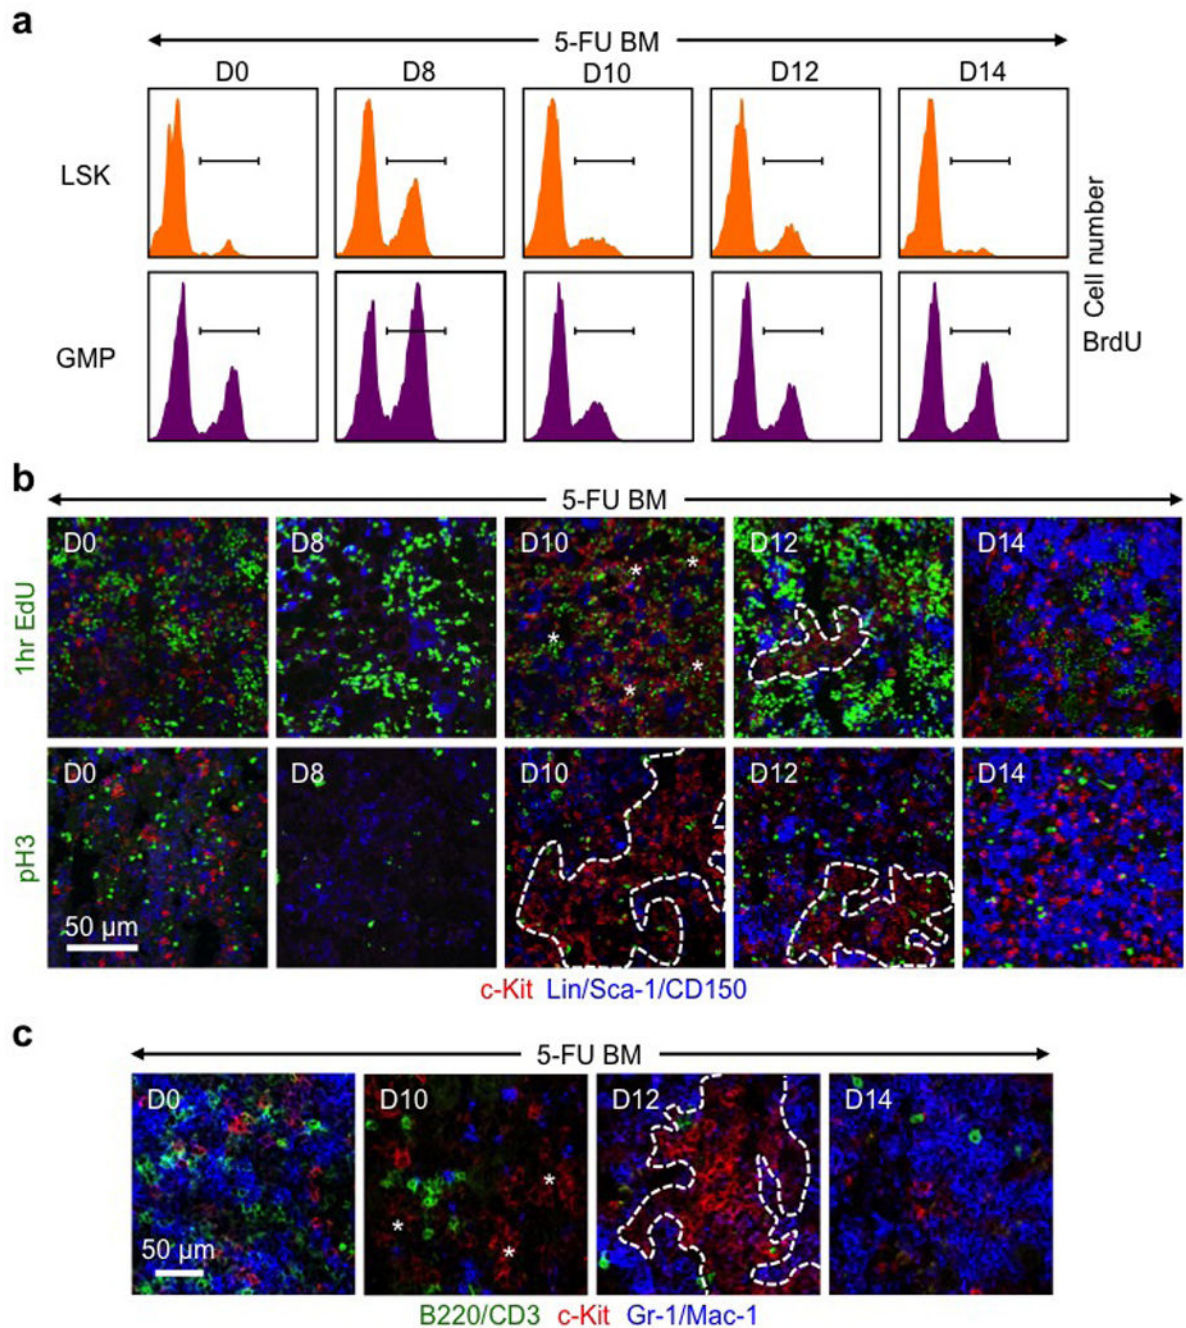 a
5-FU BM
D0 D8 D10 D12 D14
LSK
GMP
Cell number
BrdU
b
5-FU BM
1hr EdU
D0 D8 D10 D12 D14
* * * * *
pH3
D0 D8 D10 D12 D14
50 µm
c-Kit Lin/Sca-1/CD150
c
5-FU BM
D0 D10 D12 D14
* * *
50 µm
B220/CD3 c-Kit Gr-1/Mac-1